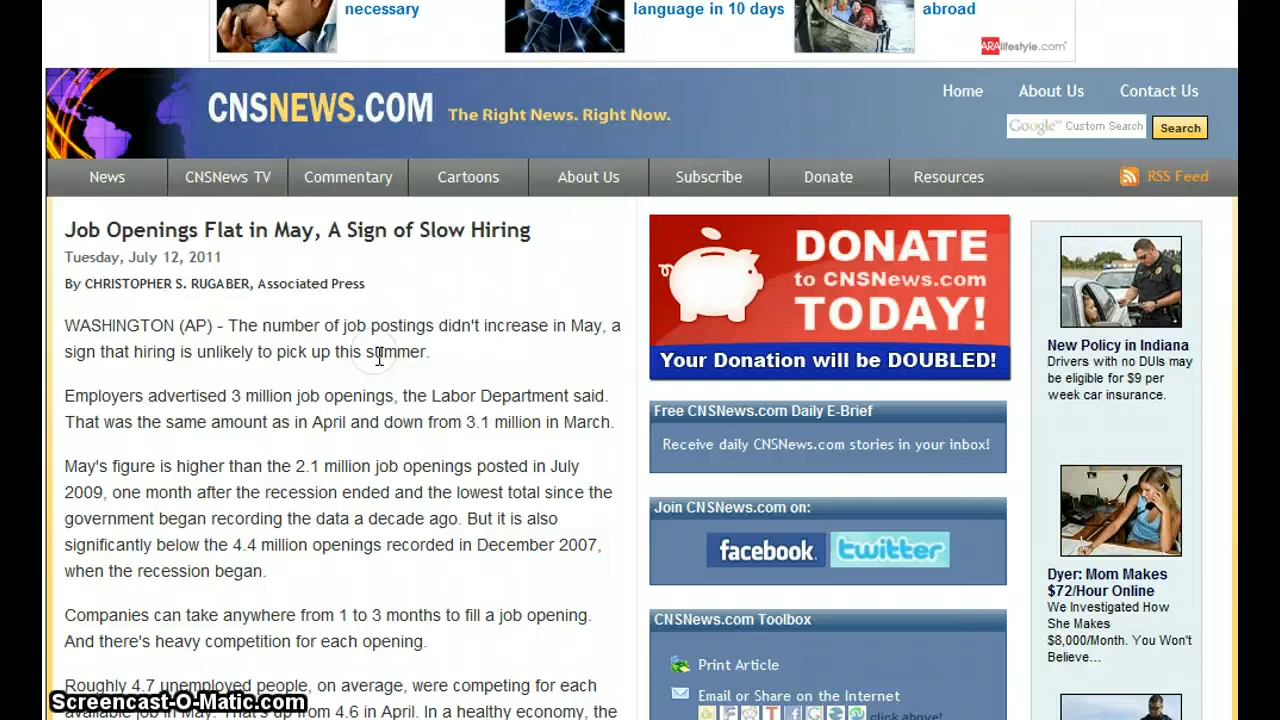 necessary
language in 10 days
abroad
ARAlifestyle.com
CNSNEWS.COM
The Right News. Right Now.
Home
About Us
Contact Us
Google Custom Search
Search
News
CNSNews TV
Commentary
Cartoons
About Us
Subscribe
Donate
Resources
RSS Feed
Job Openings Flat in May, A Sign of Slow Hiring
Tuesday, July 12, 2011
By CHRISTOPHER S. RUGABER, Associated Press
WASHINGTON (AP) - The number of job postings didn't increase in May, a
sign that hiring is unlikely to pick up this summer.
Employers advertised 3 million job openings, the Labor Department said.
That was the same amount as in April and down from 3.1 million in March.
May's figure is higher than the 2.1 million job openings posted in July
2009, one month after the recession ended and the lowest total since the
government began recording the data a decade ago. But it is also
significantly below the 4.4 million openings recorded in December 2007,
when the recession began.
Companies can take anywhere from 1 to 3 months to fill a job opening.
And there's heavy competition for each opening.
Roughly 4.7 unemployed people, on average, were competing for each
available job in May. That's up from 4.6 in April. In a healthy economy, the
DONATE
to CNSNews.com
TODAY!
Your Donation will be DOUBLED!
Free CNSNews.com Daily E-Brief
Receive daily CNSNews.com stories in your inbox!
Join CNSNews.com on:
facebook.
twitter
CNSNews.com Toolbox
Print Article
Email or Share on the Internet
click above!
New Policy in Indiana
Drivers with no DUIs may
be eligible for $9 per
week car insurance.
Dyer: Mom Makes
$72/Hour Online
We Investigated How
She Makes
$8,000/Month. You Won't
Believe...
Screencast-O-Matic.com